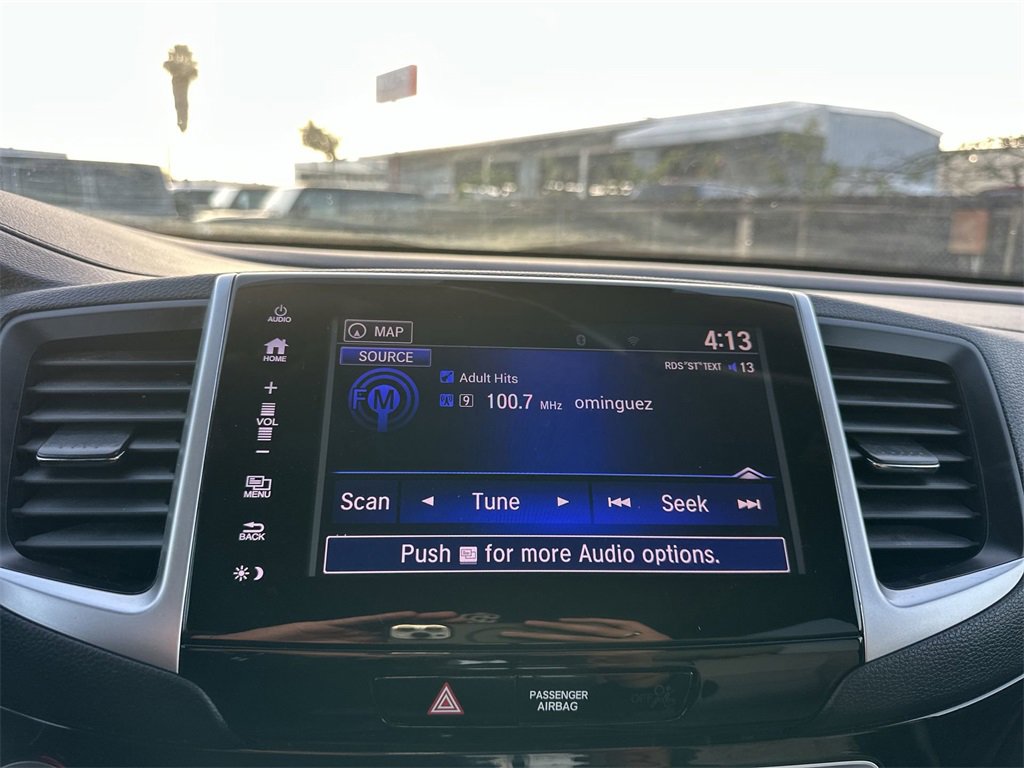 AUDIO
HOME
+
VOL
−
MENU
BACK
MAP
4:13
SOURCE
RDS"ST"TEXT 13
FM
Adult Hits
9 100.7 MHz ominguez
Scan Tune Seek
Push for more Audio options.
PASSENGER
AIRBAG